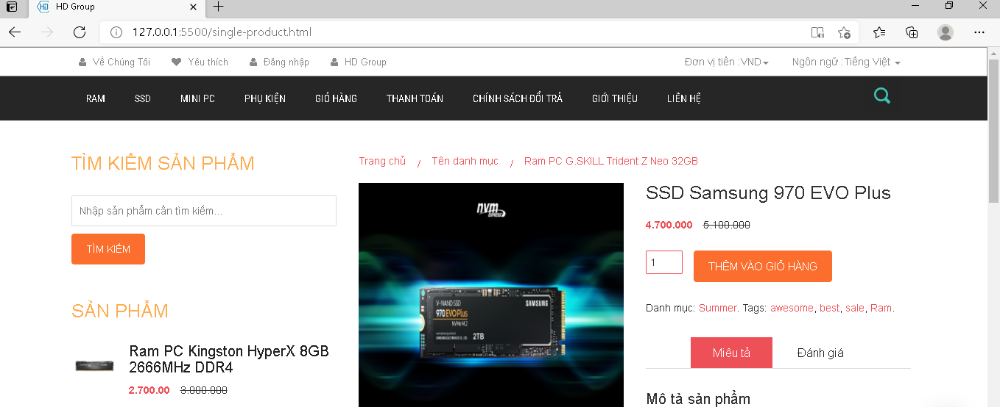 HD Group
127.0.0.1:5500/single-product.html
Về Chúng Tôi Yêu thích Đăng nhập HD Group Đơn vị tiền :VND Ngôn ngữ :Tiếng Việt
RAM SSD MINI PC PHỤ KIỆN GIỎ HÀNG THANH TOÁN CHÍNH SÁCH ĐỔI TRẢ GIỚI THIỆU LIÊN HỆ
TÌM KIẾM SẢN PHẨM
Nhập sản phẩm cần tìm kiếm...
TÌM KIẾM
SẢN PHẨM
Ram PC Kingston HyperX 8GB
2666MHz DDR4
2.700.00 3.000.000
Trang chủ / Tên danh mục / Ram PC G.SKILL Trident Z Neo 32GB
nvm
EXPRESS
V-NAND SSD
SAMSUNG
970 EVO Plus
NVMe M.2
2TB
SSD Samsung 970 EVO Plus
4.700.000 5.100.000
1 THÊM VÀO GIỎ HÀNG
Danh mục: Summer. Tags: awesome, best, sale, Ram.
Miêu tả Đánh giá
Mô tả sản phẩm